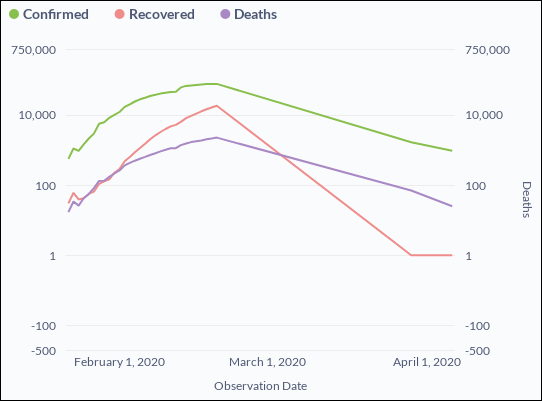 Confirmed Recovered Deaths
750,000 750,000
10,000 10,000
100 100
Deaths
1 1
-100 -100
-500 -500
February 1, 2020 March 1, 2020 April 1, 2020
Observation Date